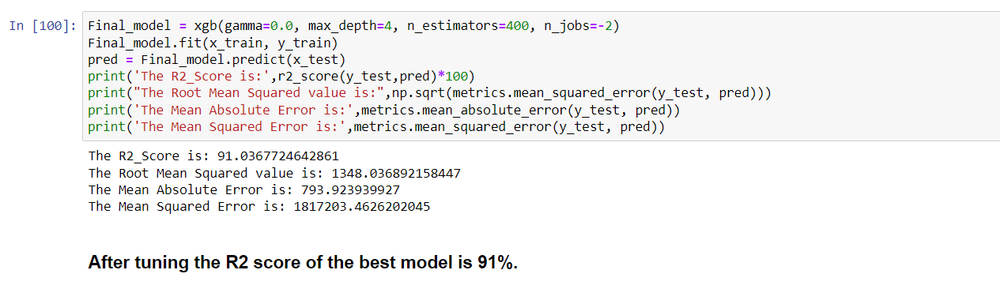 In [100]: Final_model = xgb(gamma=0.0, max_depth=4, n_estimators=400, n_jobs=-2)
Final_model.fit(x_train, y_train)
pred = Final_model.predict(x_test)
print('The R2_Score is:',r2_score(y_test,pred)*100)
print("The Root Mean Squared value is:",np.sqrt(metrics.mean_squared_error(y_test, pred)))
print('The Mean Absolute Error is:',metrics.mean_absolute_error(y_test, pred))
print('The Mean Squared Error is:',metrics.mean_squared_error(y_test, pred))
The R2_Score is: 91.0367724642861
The Root Mean Squared value is: 1348.036892158447
The Mean Absolute Error is: 793.923939927
The Mean Squared Error is: 1817203.4626202045
After tuning the R2 score of the best model is 91%.